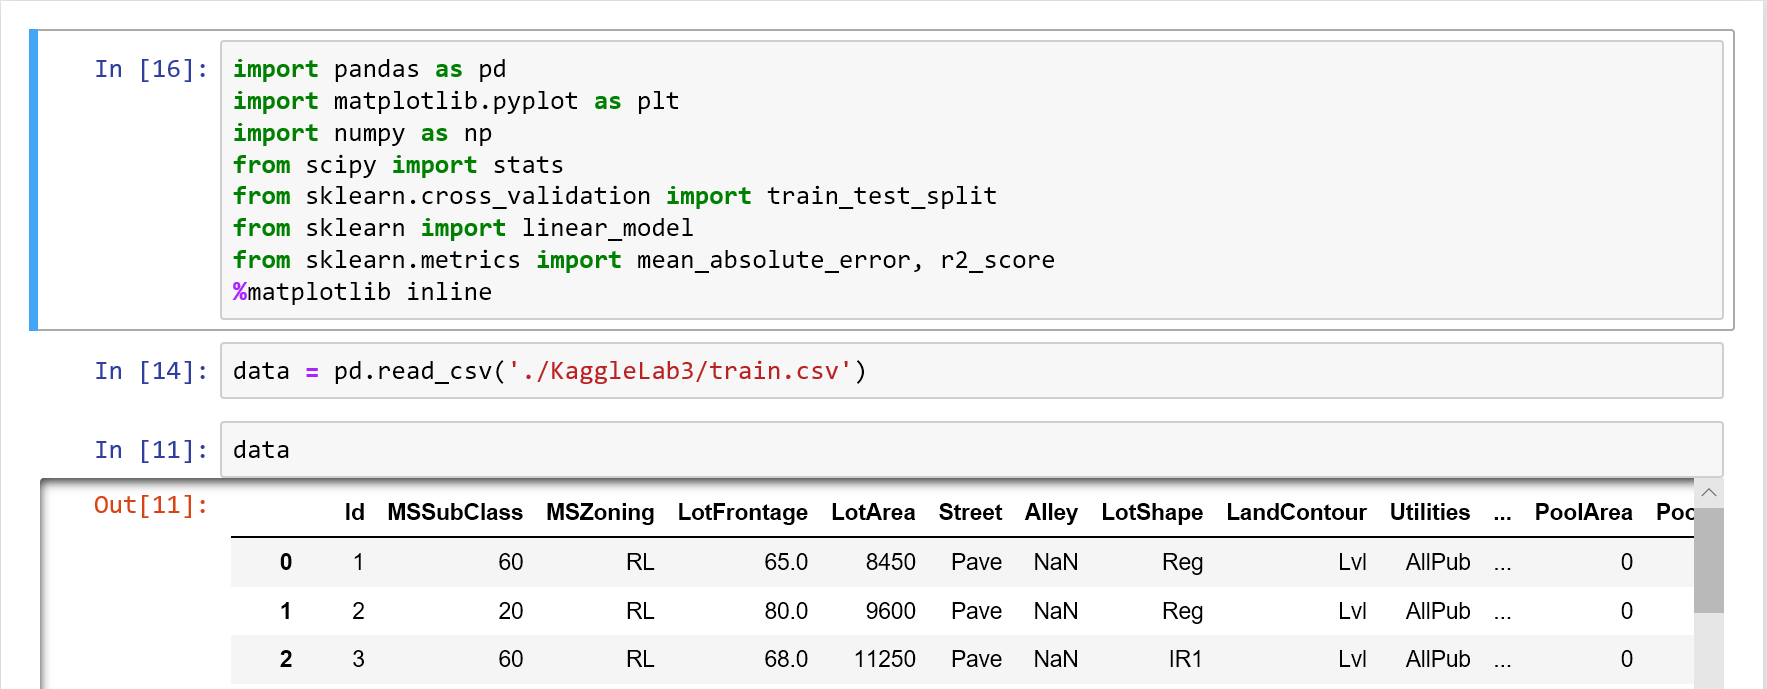 In [16]: import pandas as pd
import matplotlib.pyplot as plt
import numpy as np
from scipy import stats
from sklearn.cross_validation import train_test_split
from sklearn import linear_model
from sklearn.metrics import mean_absolute_error, r2_score
%matplotlib inline
In [14]: data = pd.read_csv('./KaggleLab3/train.csv')
In [11]: data
Out[11]:
Id MSSubClass MSZoning LotFrontage LotArea Street Alley LotShape LandContour Utilities ... PoolArea Poo
0 1 60 RL 65.0 8450 Pave NaN Reg Lvl AllPub ... 0
1 2 20 RL 80.0 9600 Pave NaN Reg Lvl AllPub ... 0
2 3 60 RL 68.0 11250 Pave NaN IR1 Lvl AllPub ... 0